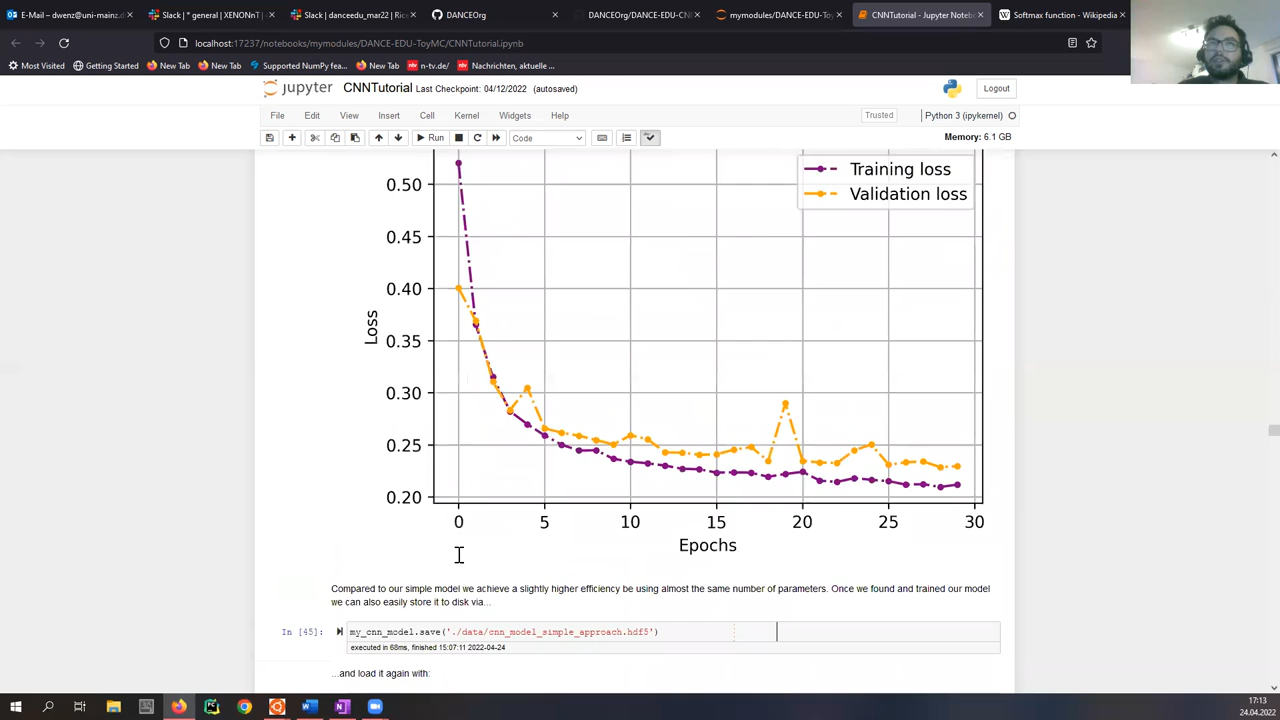 E-Mail – dwenz@uni-mainz.d
Slack | * general | XENONnT |
Slack | danceedu_mar22 | Ric
DANCEOrg
DANCEOrg/DANCE-EDU-CN
mymodules/DANCE-EDU-Toy
CNNTutorial - Jupyter Notebo
Softmax function - Wikipedia
localhost:17237/notebooks/mymodules/DANCE-EDU-ToyMC/CNNTutorial.ipynb
Most Visited
Getting Started
New Tab
New Tab
Supported NumPy fea...
New Tab
n-tv.de/
Nachrichten, aktuelle ...
jupyter CNNTutorial Last Checkpoint: 04/12/2022 (autosaved)
Logout
File Edit View Insert Cell Kernel Widgets Help
Trusted
Python 3 (ipykernel)
Run
Code
Memory: 6.1 GB
Training loss
Validation loss
0.50
0.45
0.40
0.35
0.30
0.25
0.20
Loss
0 5 10 15 20 25 30
Epochs
Compared to our simple model we achieve a slightly higher efficiency be using almost the same number of parameters. Once we found and trained our model
we can also easily store it to disk via...
In [45]:
my_cnn_model.save('./data/cnn_model_simple_approach.hdf5')
executed in 68ms, finished 15:07:11 2022-04-24
...and load it again with:
17:13
24.04.2022